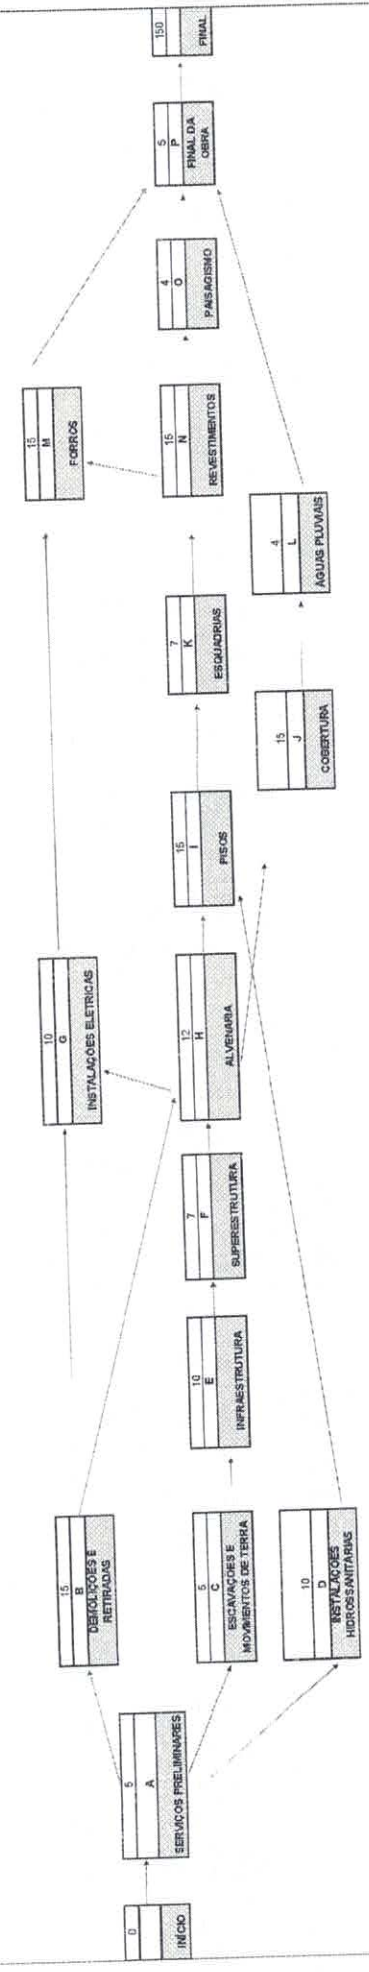 0
INÍCIO
5
A
SERVIÇOS PRELIMINARES
15
B
DEMOLIÇÕES E
RETIRADAS
5
C
ESCAVAÇÕES E
MOVIMENTOS DE TERRA
10
D
INSTALAÇÕES
HIDROSSANITÁRIAS
10
E
INFRAESTRUTURA
7
F
SUPERESTRUTURA
10
G
INSTALAÇÕES ELETRICAS
12
H
ALVENARIA
15
I
PISOS
15
J
COBERTURA
7
K
ESQUADRIAS
4
L
ÁGUAS PLUVIAIS
15
M
FORROS
15
N
REVESTIMENTOS
4
O
PAISAGISMO
5
P
FINAL DA
OBRA
150
FINAL